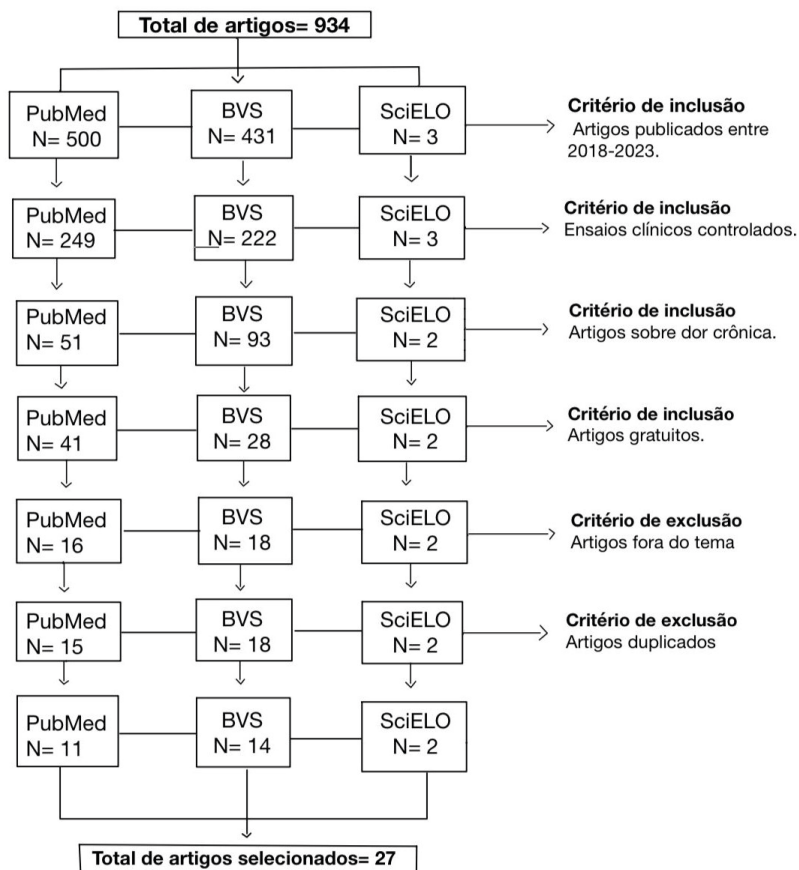 Total de artigos= 934
PubMed
N= 500
BVS
N= 431
SciELO
N= 3
Critério de inclusão
Artigos publicados entre
2018-2023.
PubMed
N= 249
BVS
N= 222
SciELO
N= 3
Critério de inclusão
Ensaios clínicos controlados.
PubMed
N= 51
BVS
N= 93
SciELO
N= 2
Critério de inclusão
Artigos sobre dor crônica.
PubMed
N= 41
BVS
N= 28
SciELO
N= 2
Critério de inclusão
Artigos gratuitos.
PubMed
N= 16
BVS
N= 18
SciELO
N= 2
Critério de exclusão
Artigos fora do tema
PubMed
N= 15
BVS
N= 18
SciELO
N= 2
Critério de exclusão
Artigos duplicados
PubMed
N= 11
BVS
N= 14
SciELO
N= 2
Total de artigos selecionados= 27